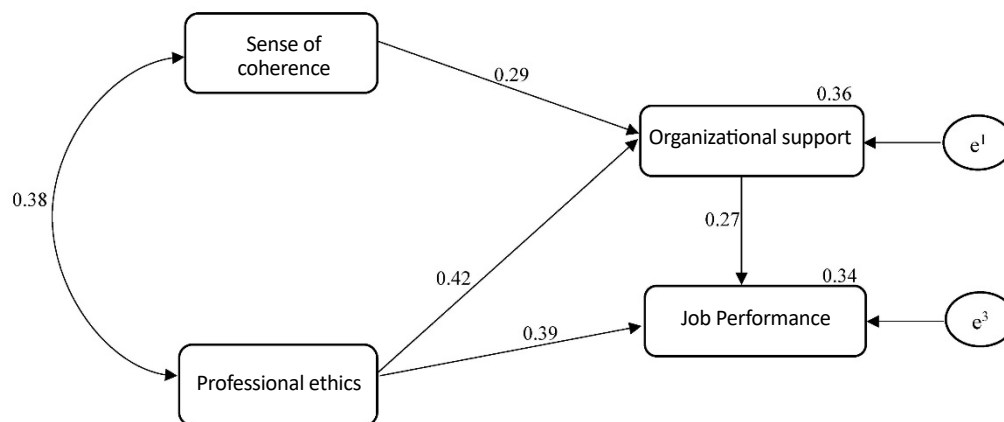 Sense of
coherence
0.29
0.36
Organizational support
e¹
0.38
0.27
0.42
0.34
Job Performance
e³
0.39
Professional ethics